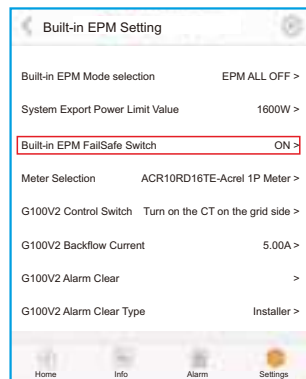 Built-in EPM Setting
Built-in EPM Mode selection EPM ALL OFF >
System Export Power Limit Value 1600W >
Built-in EPM FailSafe Switch ON >
Meter Selection ACR10RD16TE-Acrel 1P Meter >
G100V2 Control Switch Turn on the CT on the grid side >
G100V2 Backflow Current 5.00A >
G100V2 Alarm Clear >
G100V2 Alarm Clear Type Installer >
Home Info Alarm Settings